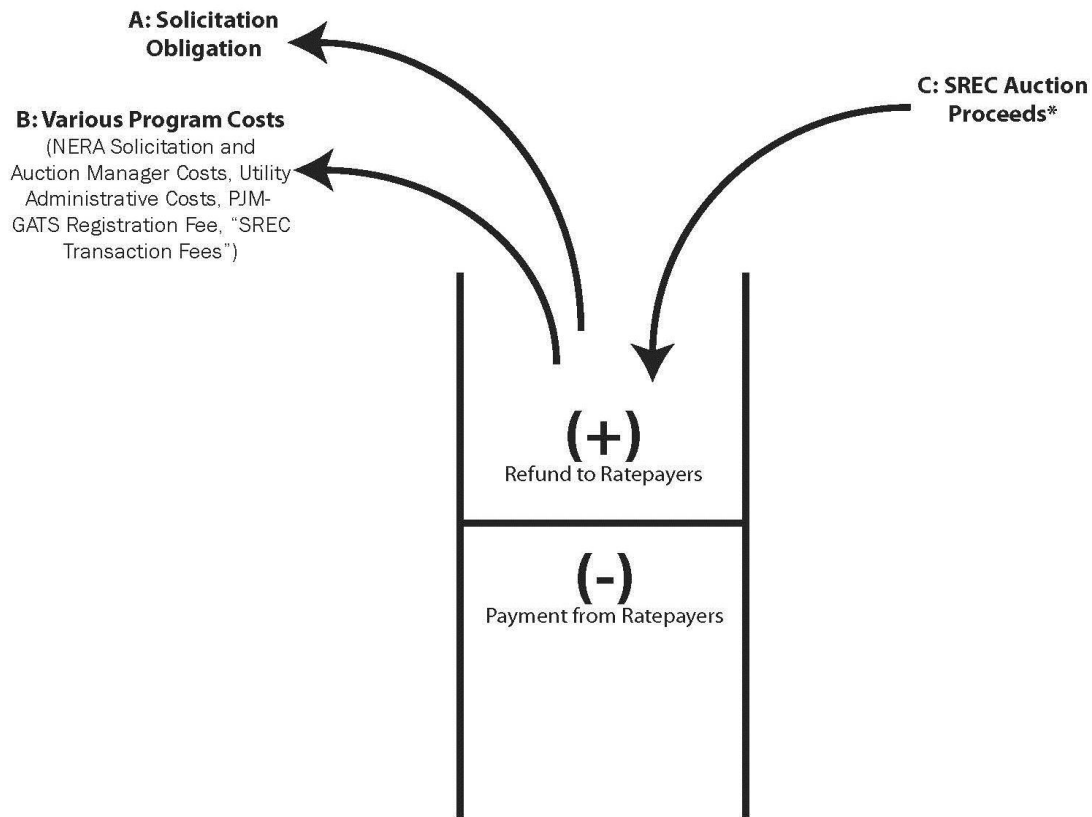 A: Solicitation
Obligation
C: SREC Auction
Proceeds*
B: Various Program Costs
(NERA Solicitation and
Auction Manager Costs, Utility
Administrative Costs, PJM-
GATS Registration Fee, “SREC
Transaction Fees”)
(+)
Refund to Ratepayers
(-)
Payment from Ratepayers